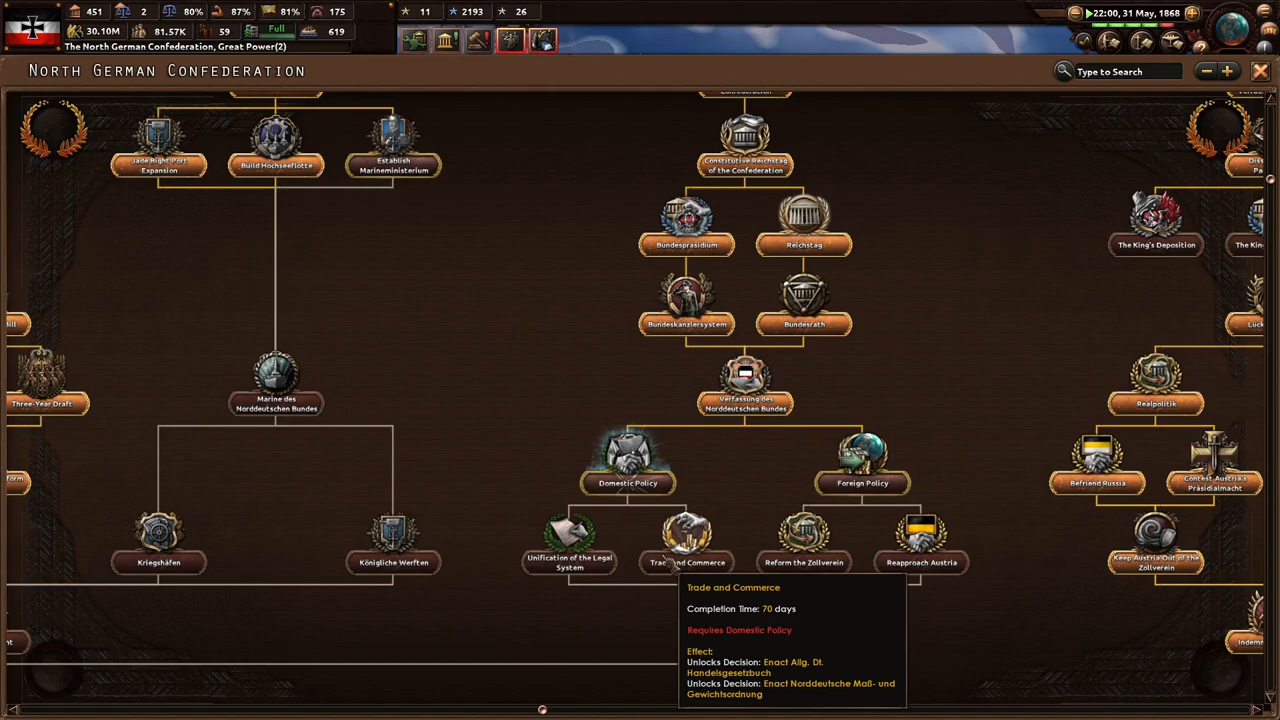 451 2 80% 87% 81% 175 11 2193 26 22:00, 31 May, 1868
30.10M 81.57K 59 Full 619
The North German Confederation, Great Power(2)
NORTH GERMAN CONFEDERATION
Type to Search
Confederation
Jade Bight Port
Expansion
Build Hochseeflotte
Establish
Marineministerium
Constitutive Reichstag
of the Confederation
Bundespräsidium
Reichstag
The King's Deposition
The King
Bundeskanzlersystem
Bundesrath
Luck
Three-Year Draft
Marine des
Norddeutschen Bundes
Verfassung des
Norddeutschen Bundes
Realpolitik
Domestic Policy
Foreign Policy
Befriend Russia
Contest Austria's
Präsidialmacht
Kriegshäfen
Königliche Werften
Unification of the Legal
System
Trade and Commerce
Reform the Zollverein
Reapproach Austria
Keep Austria Out of the
Zollverein
Trade and Commerce
Completion Time: 70 days
Requires Domestic Policy
Effect:
Unlocks Decision: Enact Allg. Dt.
Handelsgesetzbuch
Unlocks Decision: Enact Norddeutsche Maß- und
Gewichtsordnung
Indem